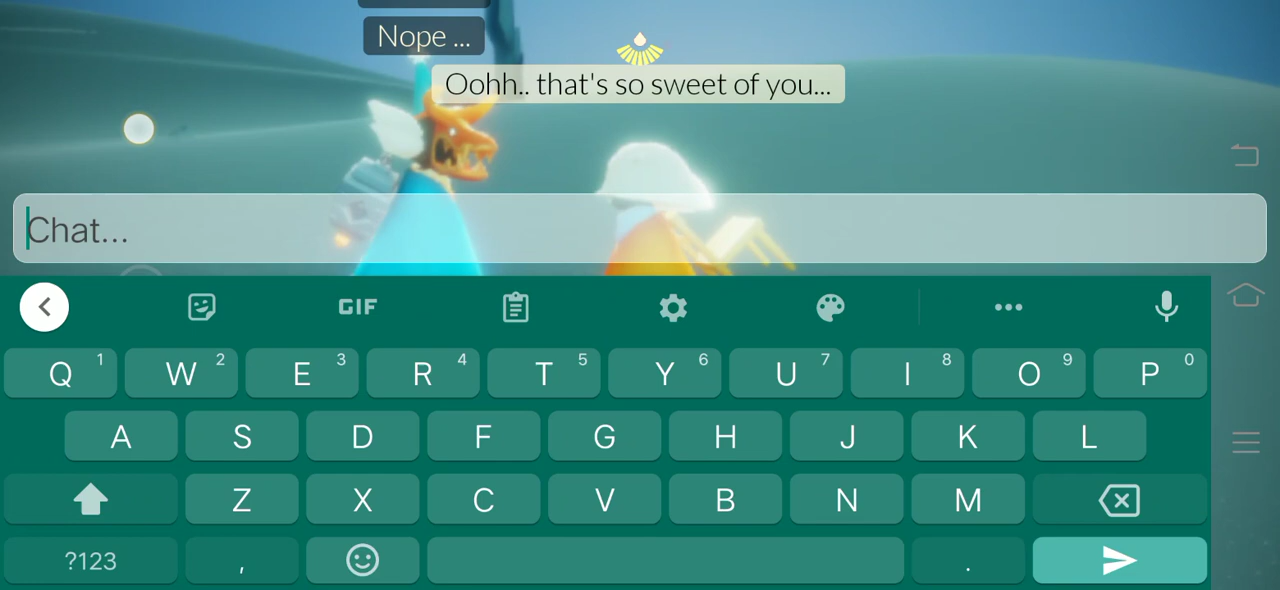 Nope ...
Oohh.. that's so sweet of you...
Chat...
GIF
Q 1 W 2 E 3 R 4 T 5 Y 6 U 7 I 8 O 9 P 0
A S D F G H J K L
Z X C V B N M
?123 , .